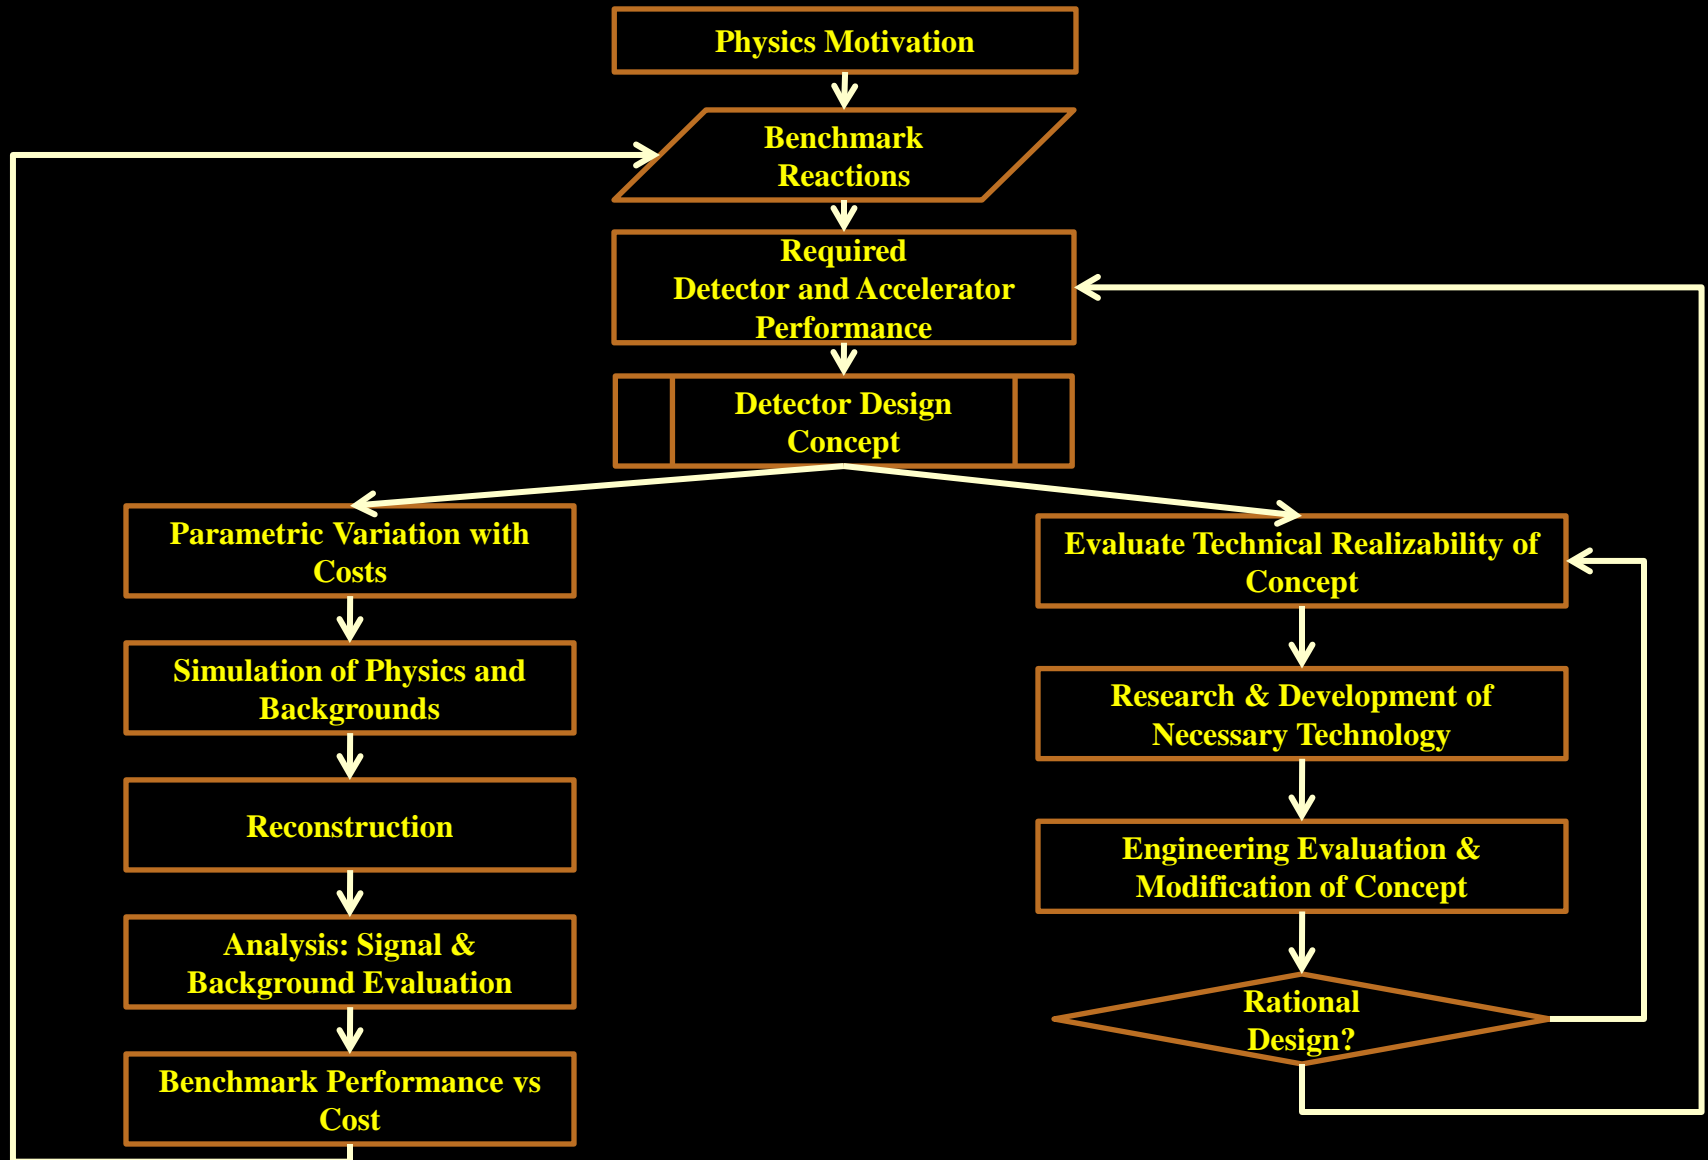 Physics Motivation
Benchmark
Reactions
Required
Detector and Accelerator
Performance
Detector Design
Concept
Parametric Variation with
Costs
Simulation of Physics and
Backgrounds
Reconstruction
Analysis: Signal &
Background Evaluation
Benchmark Performance vs
Cost
Evaluate Technical Realizability of
Concept
Research & Development of
Necessary Technology
Engineering Evaluation &
Modification of Concept
Rational
Design?